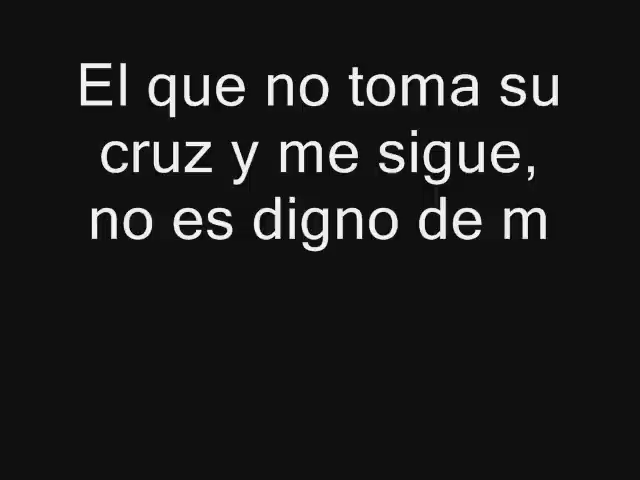 El que no toma su
cruz y me sigue,
no es digno de m